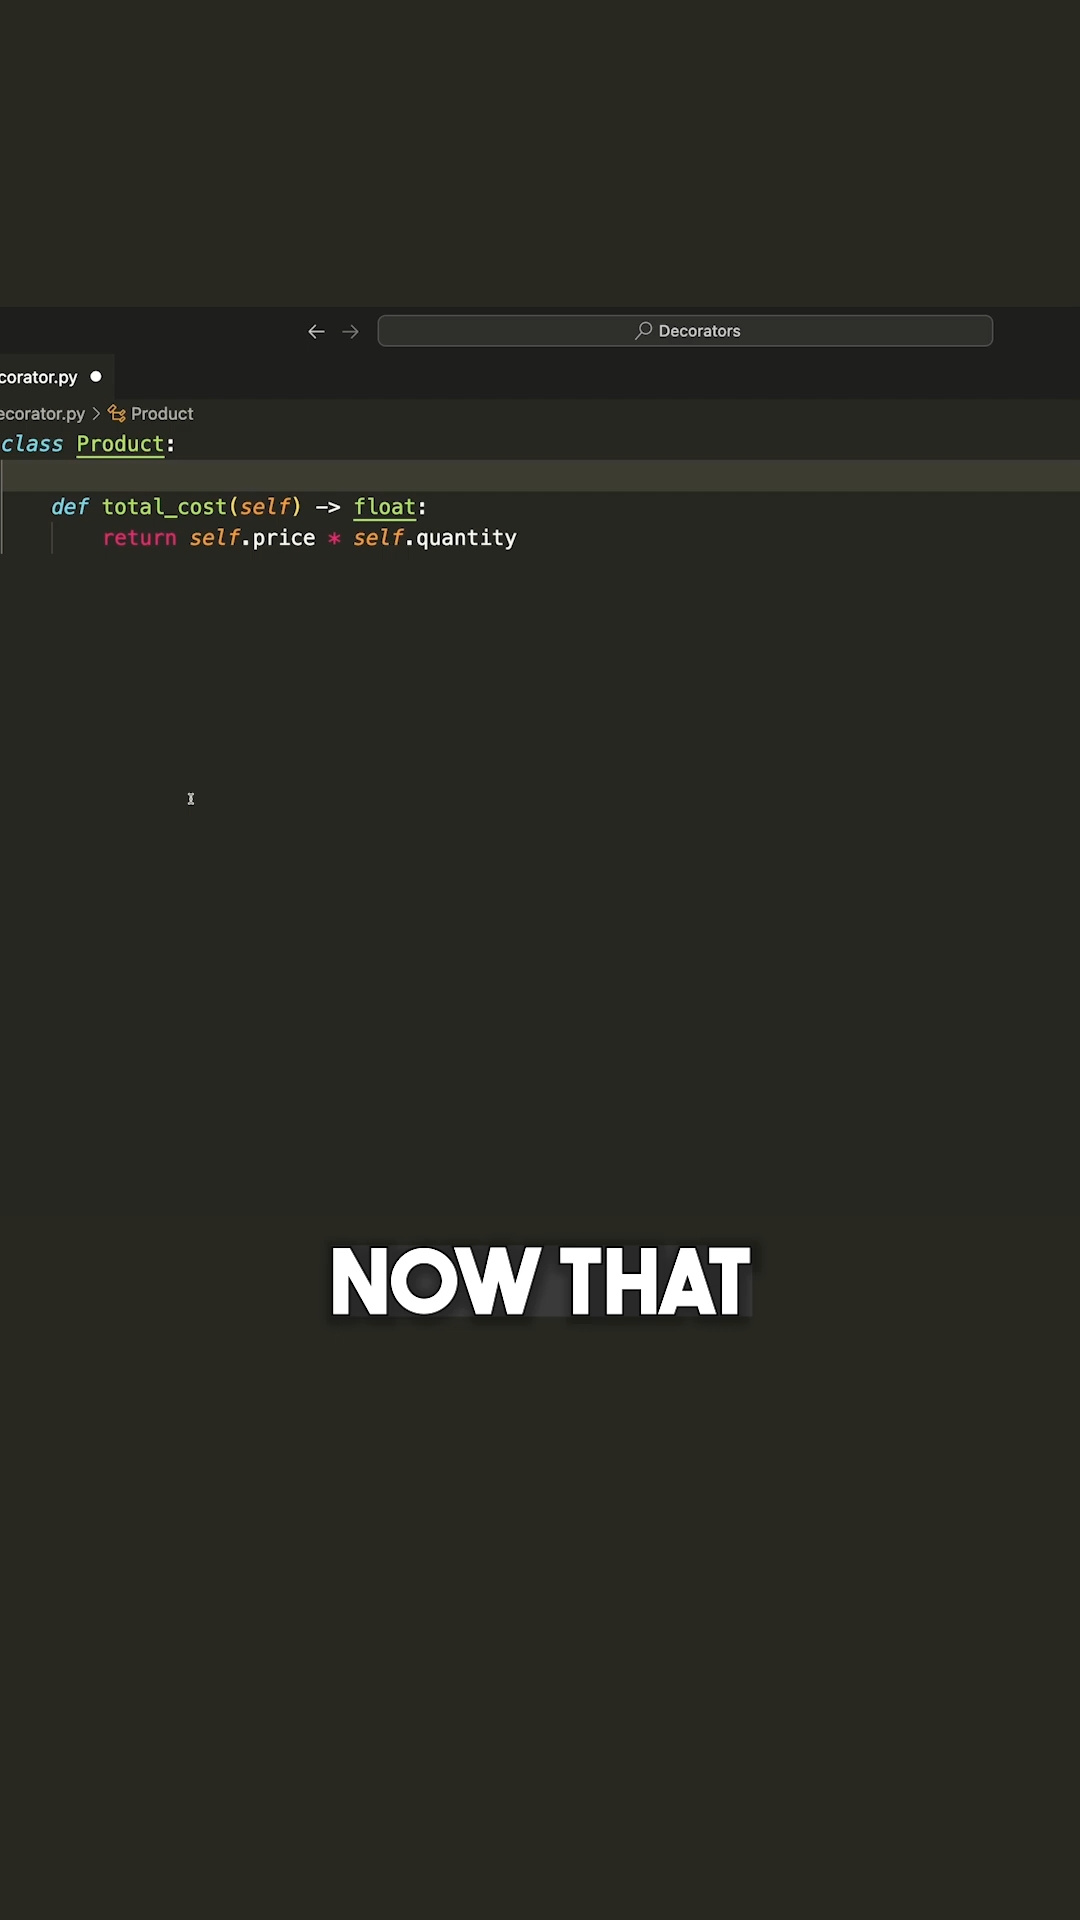 Decorators
corator.py
ecorator.py > Product
class Product:
def total_cost(self) -> float:
return self.price * self.quantity
NOW THAT